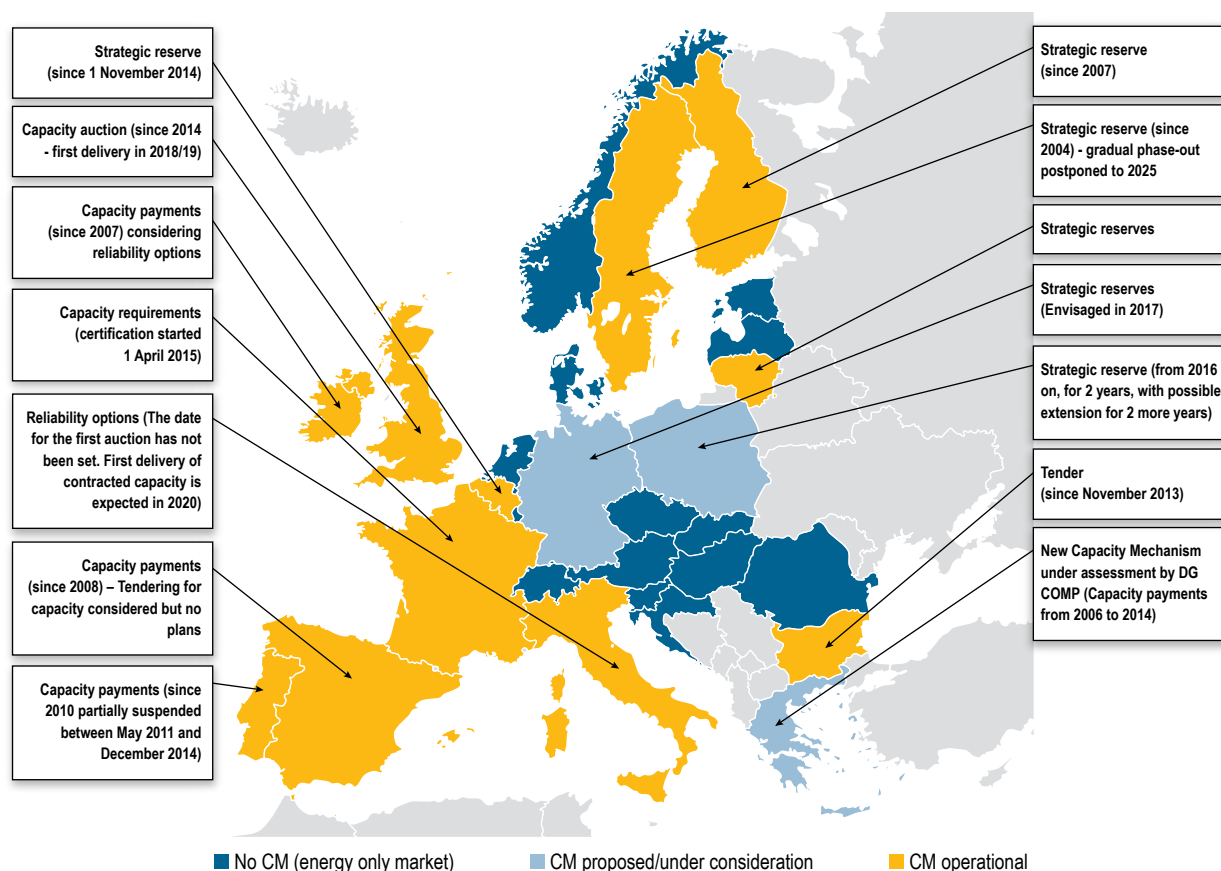 Strategic reserve
(since 1 November 2014)
Capacity auction (since 2014
- first delivery in 2018/19)
Capacity payments
(since 2007) considering
reliability options
Capacity requirements
(certification started
1 April 2015)
Reliability options (The date
for the first auction has not
been set. First delivery of
contracted capacity is
expected in 2020)
Capacity payments
(since 2008) – Tendering for
capacity considered but no
plans
Capacity payments (since
2010 partially suspended
between May 2011 and
December 2014)
Strategic reserve
(since 2007)
Strategic reserve (since
2004) - gradual phase-out
postponed to 2025
Strategic reserves
Strategic reserves
(Envisaged in 2017)
Strategic reserve (from 2016
on, for 2 years, with possible
extension for 2 more years)
Tender
(since November 2013)
New Capacity Mechanism
under assessment by DG
COMP (Capacity payments
from 2006 to 2014)
No CM (energy only market)
CM proposed/under consideration
CM operational